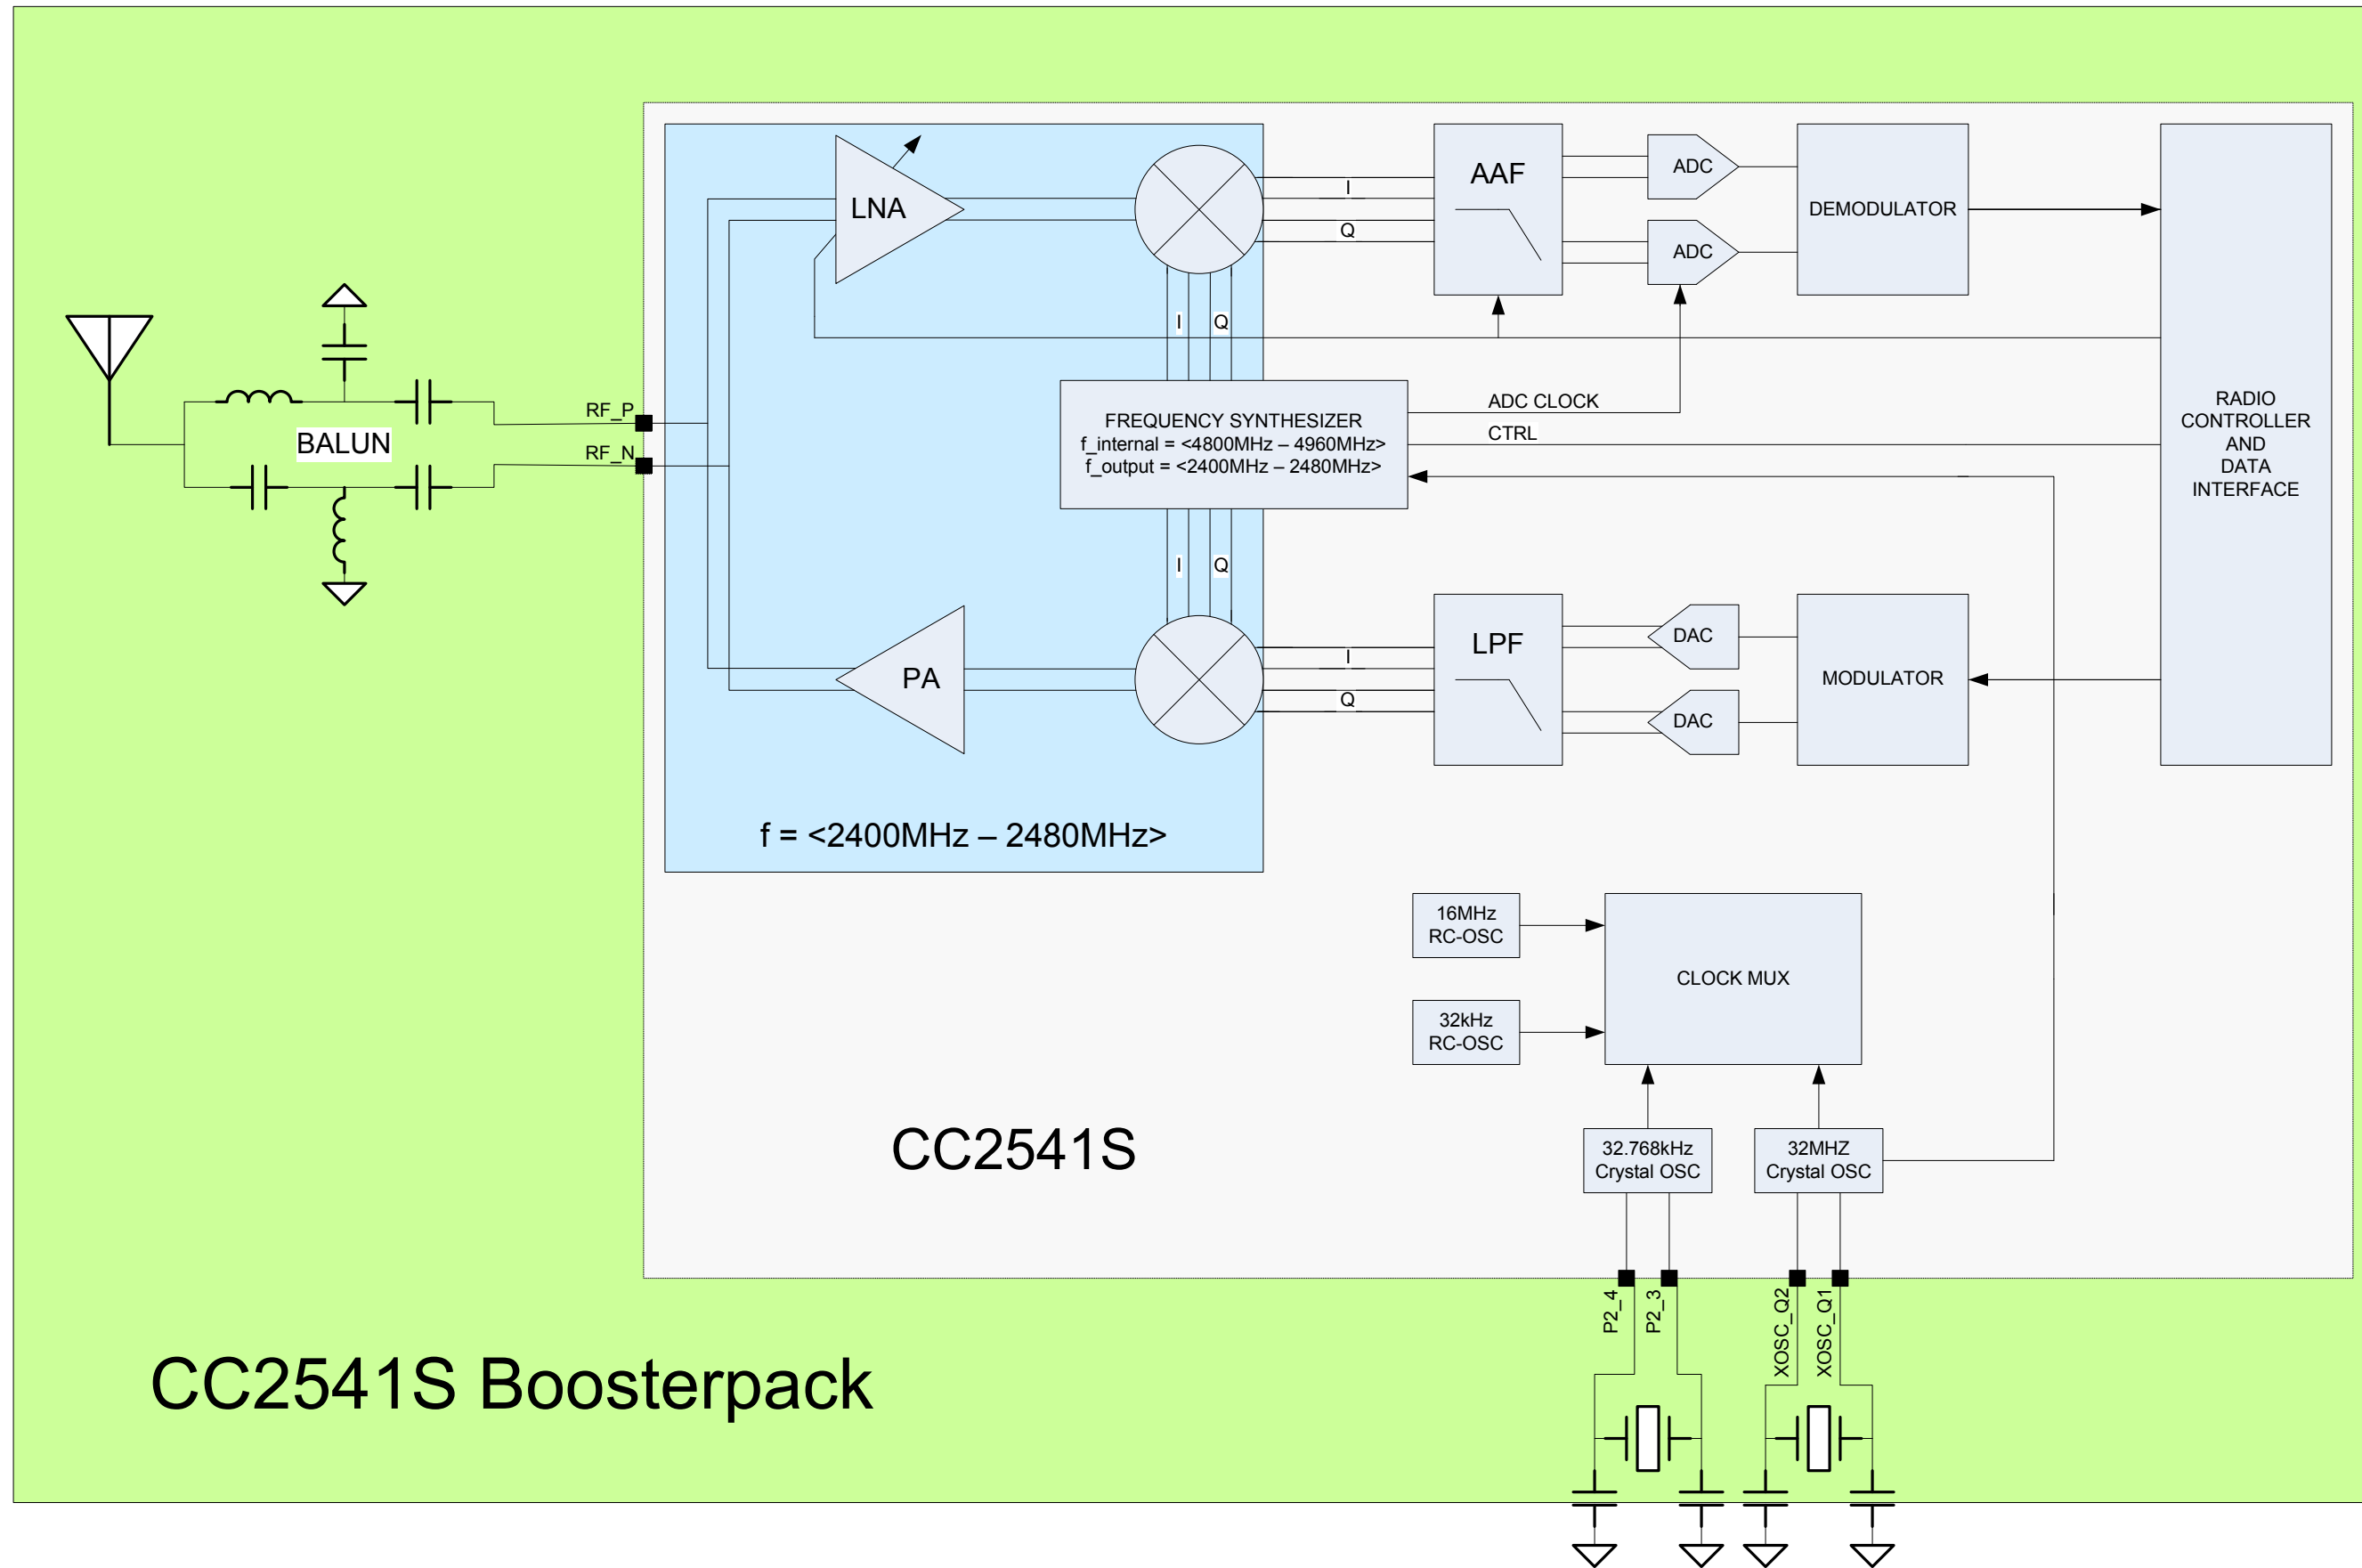 LNA
AAF
ADC
ADC
DEMODULATOR
I
Q
I
Q
BALUN
RF_P
RF_N
FREQUENCY SYNTHESIZER
f_internal = <4800MHz – 4960MHz>
f_output = <2400MHz – 2480MHz>
ADC CLOCK
CTRL
RADIO
CONTROLLER
AND
DATA
INTERFACE
I
Q
PA
I
Q
LPF
DAC
DAC
MODULATOR
f = <2400MHz – 2480MHz>
16MHz
RC-OSC
32kHz
RC-OSC
CLOCK MUX
CC2541S
32.768kHz
Crystal OSC
32MHZ
Crystal OSC
P2_4
P2_3
XOSC_Q2
XOSC_Q1
CC2541S Boosterpack